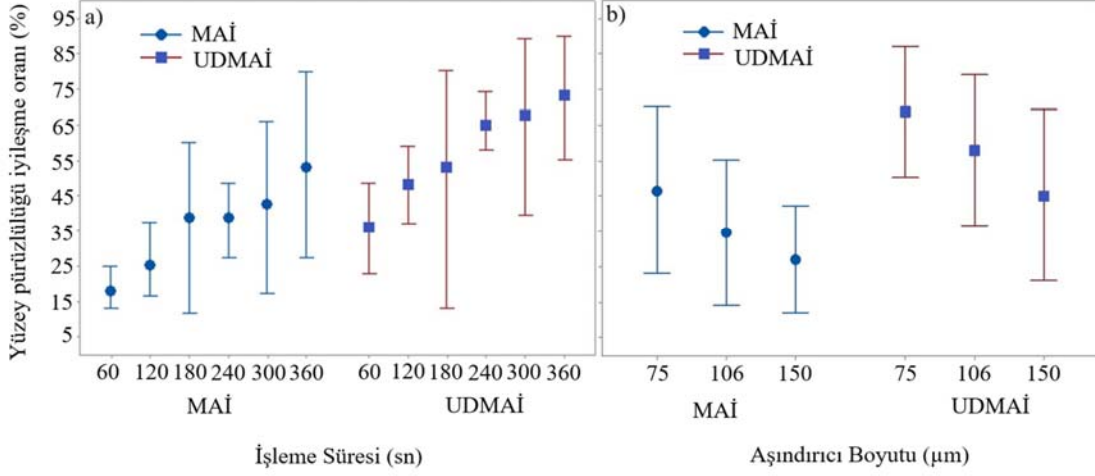 Yüzey pürüzlülüğü iyileşme oranı (%)
95
85
75
65
55
45
35
25
15
5
a)
MAİ
UDMAİ
60 120 180 240 300 360 60 120 180 240 300 360
MAİ UDMAİ
İşleme Süresi (sn)
b)
MAİ
UDMAİ
75 106 150 75 106 150
MAİ UDMAİ
Aşındırıcı Boyutu (µm)